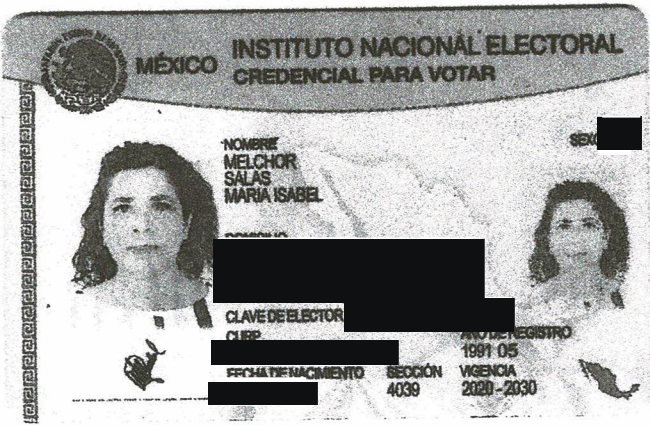 MÉXICO
INSTITUTO NACIONAL ELECTORAL
CREDENCIAL PARA VOTAR
NOMBRE
MELCHOR
SALAS
MARIA ISABEL
SEXO
DOMICILIO
CLAVE DE ELECTOR
CURP
AÑO DE REGISTRO
1991 05
FECHA DE NACIMIENTO
SECCIÓN
4039
VIGENCIA
2020 - 2030